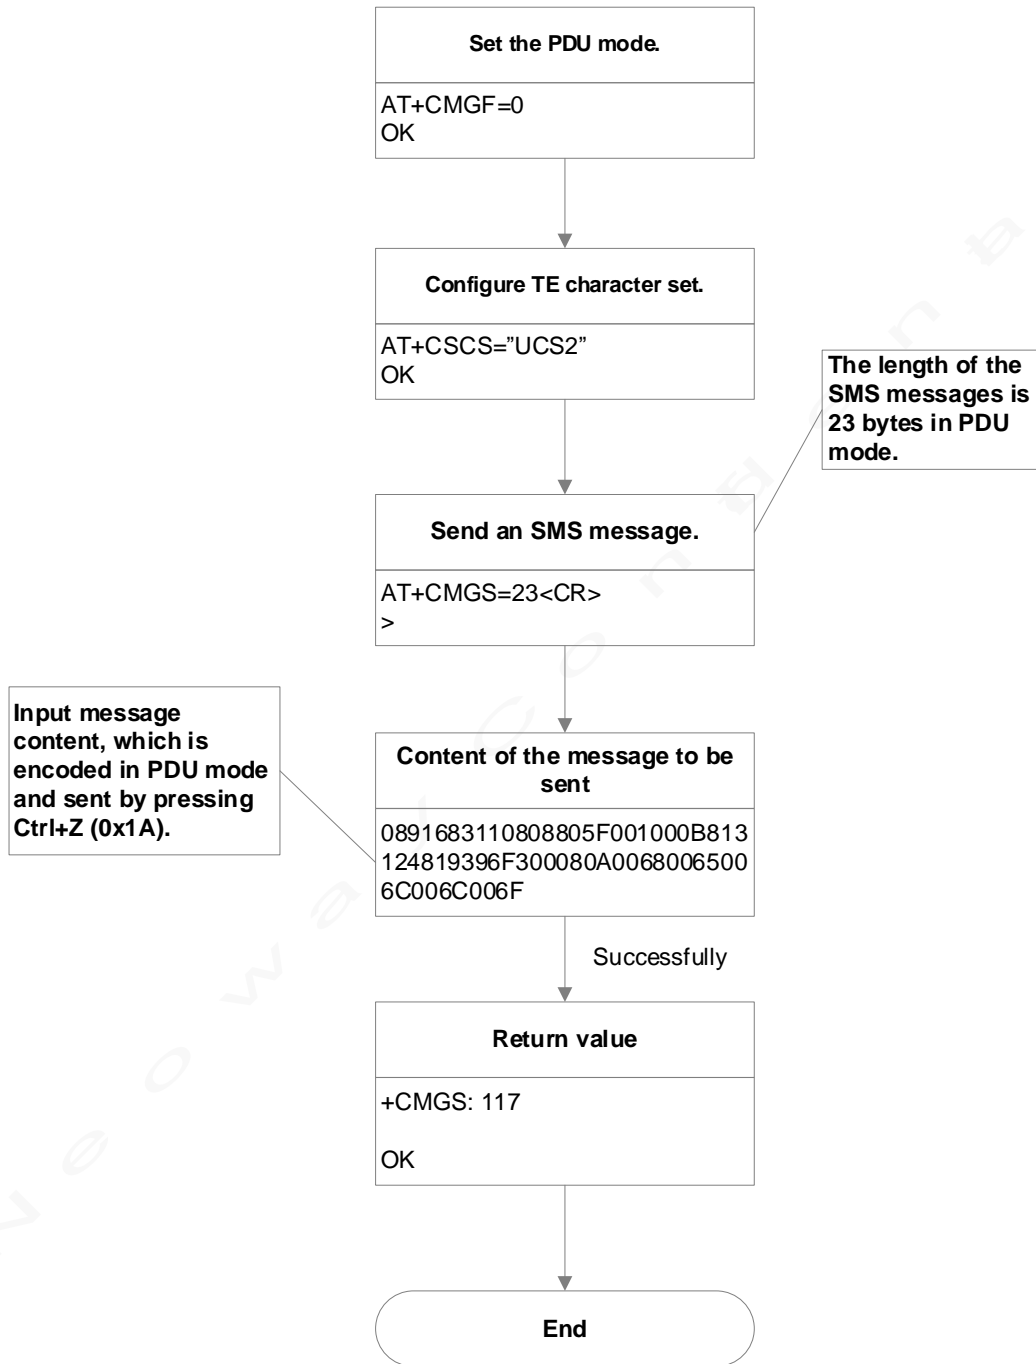 Set the PDU mode.
AT+CMGF=0
OK
Configure TE character set.
AT+CSCS=”UCS2”
OK
The length of the
SMS messages is
23 bytes in PDU
mode.
Send an SMS message.
AT+CMGS=23<CR>
>
Input message
content, which is
encoded in PDU mode
and sent by pressing
Ctrl+Z (0x1A).
Content of the message to be
sent
0891683110808805F001000B813
124819396F300080A0068006500
6C006C006F
Successfully
Return value
+CMGS: 117
OK
End